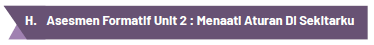 H. Asesmen Formatif Unit 2 : Menaati Aturan Di Sekitarku